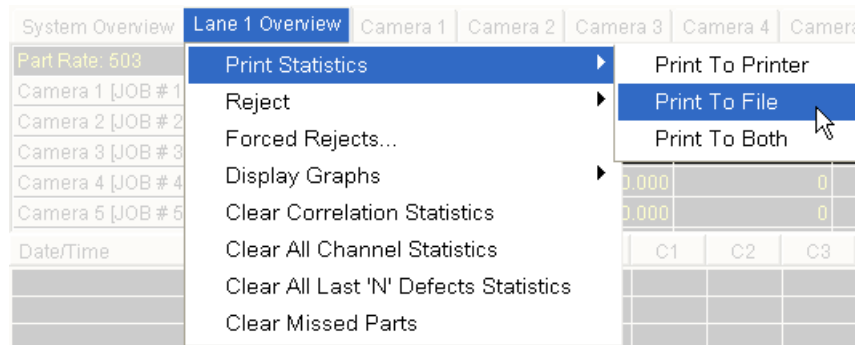 System Overview Lane 1 Overview Camera 1 Camera 2 Camera 3 Camera 4 Camera
Part Rate: 503 Print Statistics Print To Printer
Camera 1 [JOB # 1 Reject Print To File
Camera 2 [JOB # 2 Forced Rejects... Print To Both
Camera 3 [JOB # 3
Camera 4 [JOB # 4 Display Graphs 0.000 0
Camera 5 [JOB # 5 Clear Correlation Statistics 0.000 0
Date/Time Clear All Channel Statistics C1 C2 C3
Clear All Last 'N' Defects Statistics
Clear Missed Parts